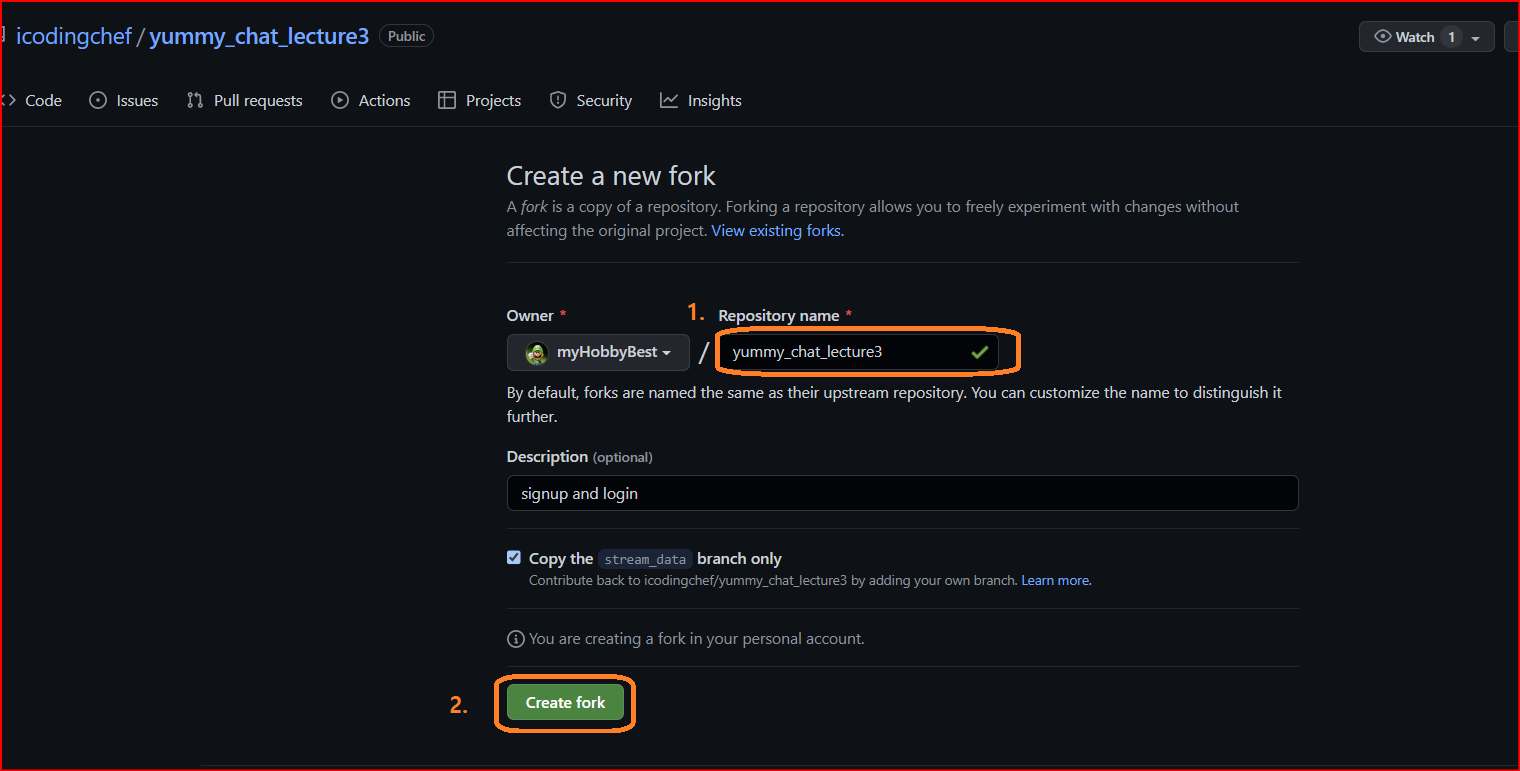 icodingchef / yummy_chat_lecture3 Public Watch 1
Code Issues Pull requests Actions Projects Security Insights
Create a new fork
A fork is a copy of a repository. Forking a repository allows you to freely experiment with changes without
affecting the original project. View existing forks.
Owner * 1. Repository name *
myHobbyBest / yummy_chat_lecture3
By default, forks are named the same as their upstream repository. You can customize the name to distinguish it
further.
Description (optional)
signup and login
Copy the stream_data branch only
Contribute back to icodingchef/yummy_chat_lecture3 by adding your own branch. Learn more.
You are creating a fork in your personal account.
2. Create fork